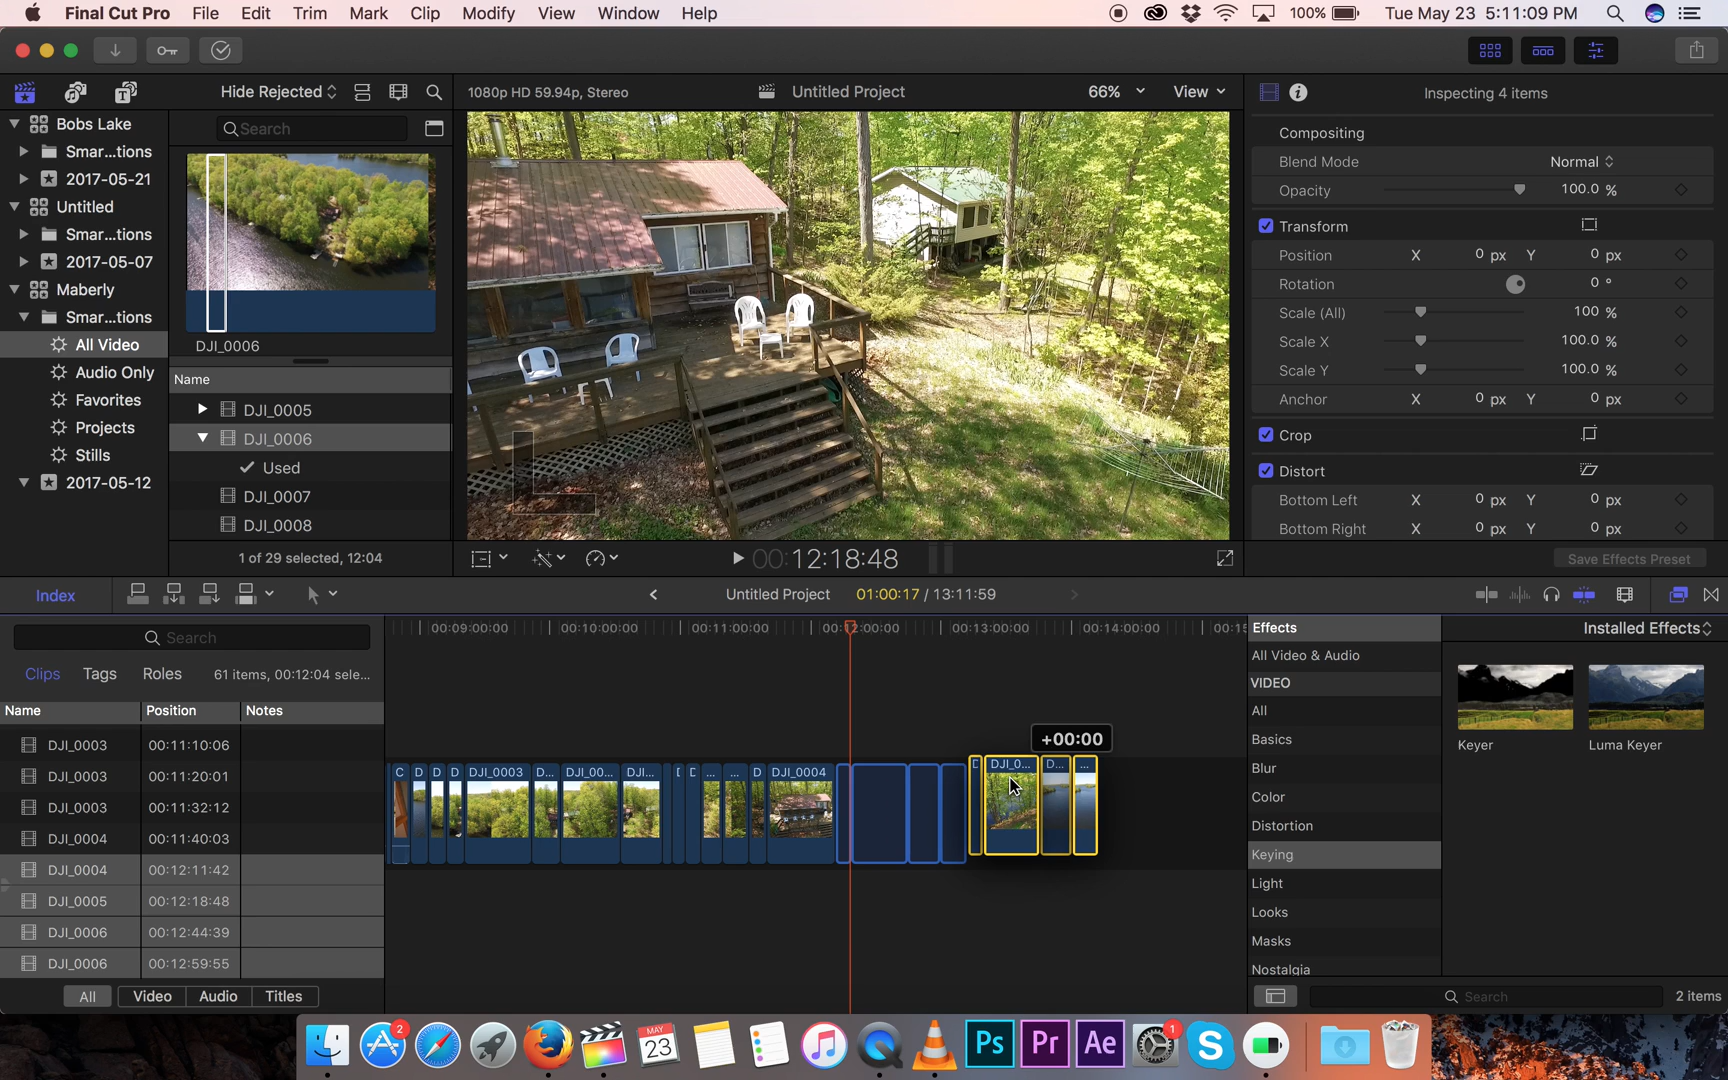 Final Cut Pro File Edit Trim Mark Clip Modify View Window Help 100% Tue May 23 5:11:09 PM
Hide Rejected 1080p HD 59.94p, Stereo Untitled Project 66% View Inspecting 4 items
Bobs Lake
Smar...tions
2017-05-21
Untitled
Smar...tions
2017-05-07
Maberly
Smar...tions
All Video
Audio Only
Favorites
Projects
Stills
2017-05-12
Search
DJI_0006
Name
DJI_0005
DJI_0006
Used
DJI_0007
DJI_0008
1 of 29 selected, 12:04
00:12:18:48
Compositing
Blend Mode Normal
Opacity 100.0 %
Transform
Position X 0 px Y 0 px
Rotation 0 °
Scale (All) 100 %
Scale X 100.0 %
Scale Y 100.0 %
Anchor X 0 px Y 0 px
Crop
Distort
Bottom Left X 0 px Y 0 px
Bottom Right X 0 px Y 0 px
Save Effects Preset
Index Untitled Project 01:00:17 / 13:11:59
Search
Clips Tags Roles 61 items, 00:12:04 sele...
Name Position Notes
DJI_0003 00:11:10:06
DJI_0003 00:11:20:01
DJI_0003 00:11:32:12
DJI_0004 00:11:40:03
DJI_0004 00:12:11:42
DJI_0005 00:12:18:48
DJI_0006 00:12:44:39
DJI_0006 00:12:59:55
All Video Audio Titles
00:09:00:00 00:10:00:00 00:11:00:00 00:12:00:00 00:13:00:00 00:14:00:00 00:15
+00:00
C D D D DJI_0003 D... DJI_00... DJI... D D ... ... D DJI_0004 D DJI_0... D... ...
Effects Installed Effects
All Video & Audio
VIDEO
All
Basics
Blur
Color
Distortion
Keying
Light
Looks
Masks
Nostalgia
Keyer Luma Keyer
Search 2 items
2 MAY 23 Ps Pr Ae 1